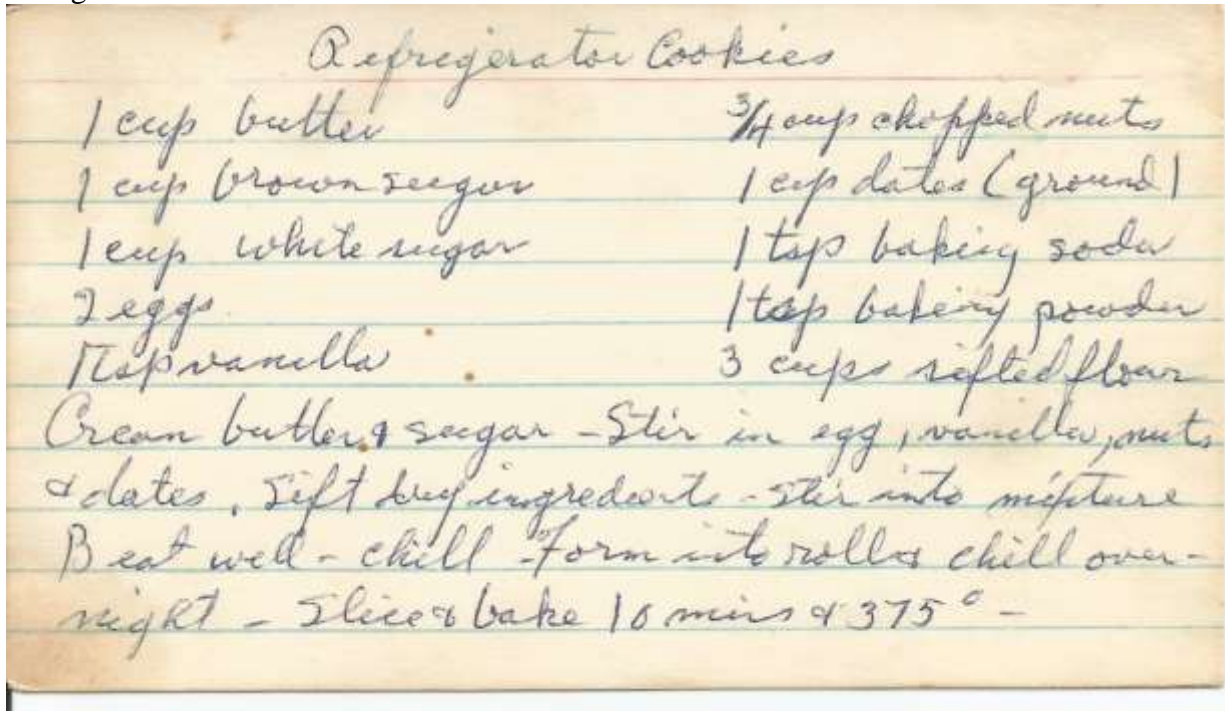 Refrigerator Cookies
1 cup butter
3/4 cup chopped nuts
1 cup brown sugar
1 cup dates (ground)
1 cup white sugar
1 tsp baking soda
2 eggs
1 tsp baking powder
1 tsp vanilla
3 cups sifted flour
Cream butter & sugar - Stir in egg, vanilla, nuts
& dates. Sift dry ingredients - stir into mixture
Beat well - chill - Form into roll & chill over-
night - Slice & bake 10 mins & 375° -